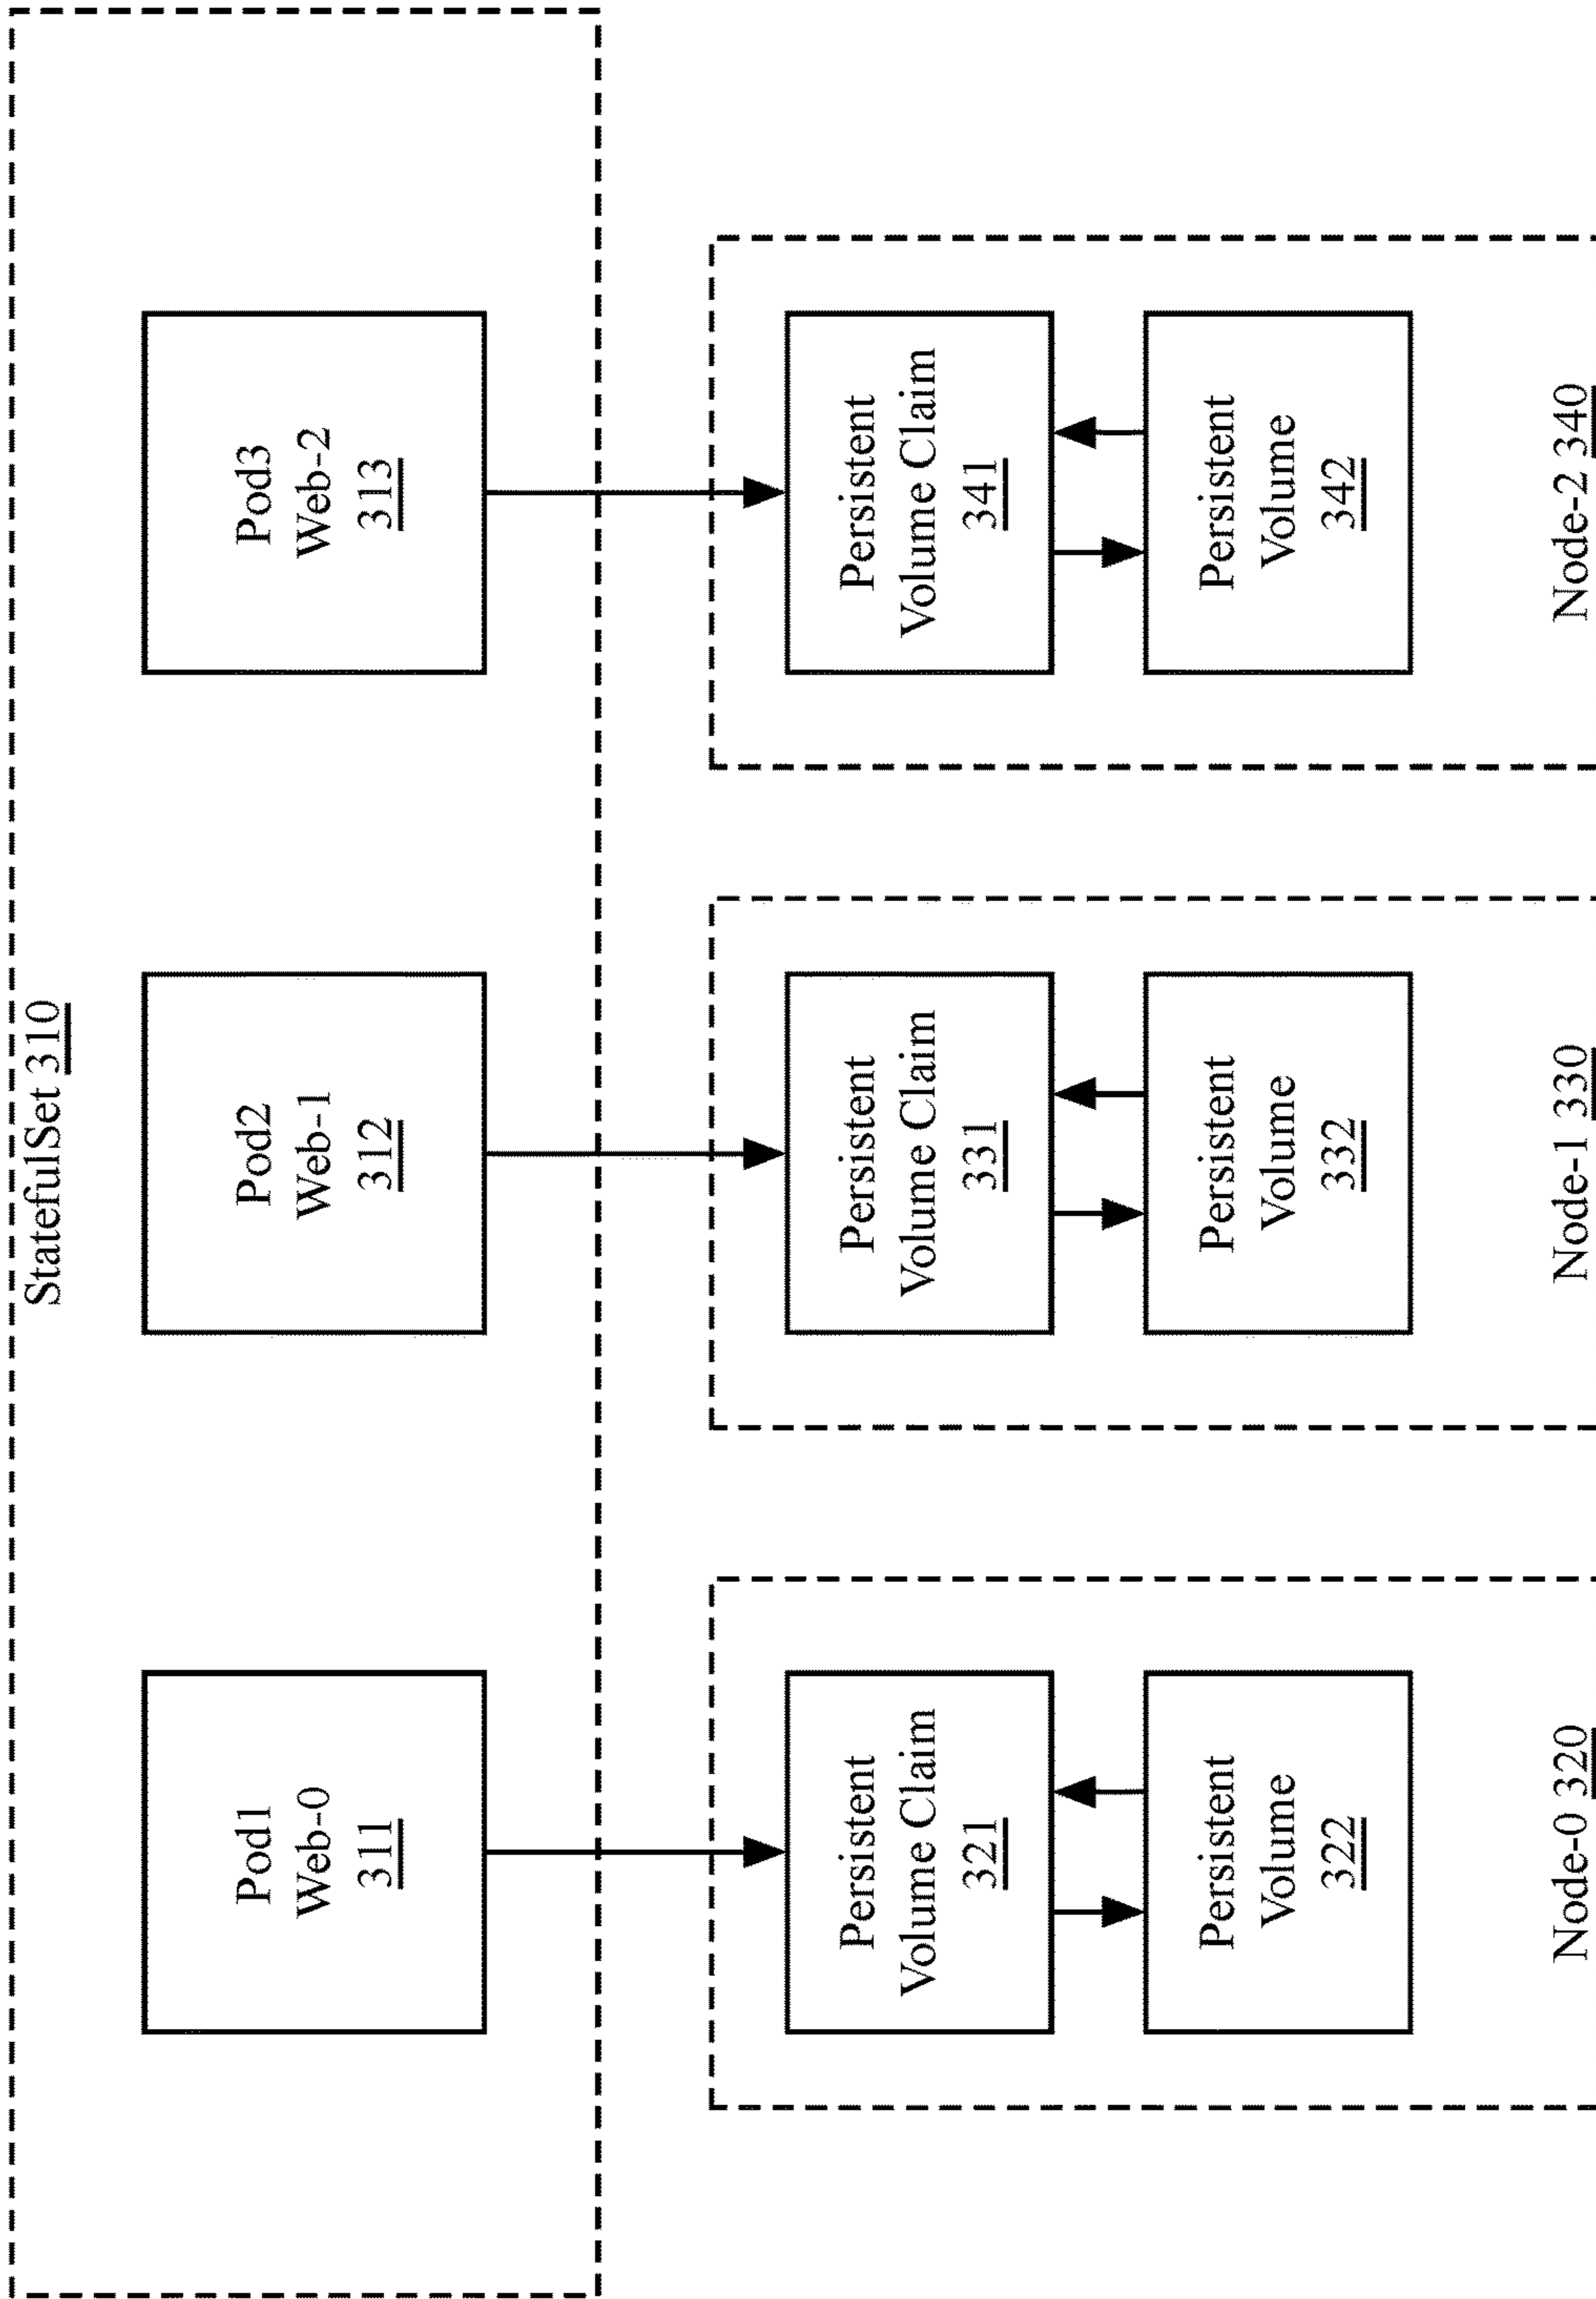 StatefulSet 310
Pod1
Web-0
311
Pod2
Web-1
312
Pod3
Web-2
313
Persistent
Volume Claim
321
Persistent
Volume Claim
331
Persistent
Volume Claim
341
Persistent
Volume
322
Persistent
Volume
332
Persistent
Volume
342
Node-0 320
Node-1 330
Node-2 340